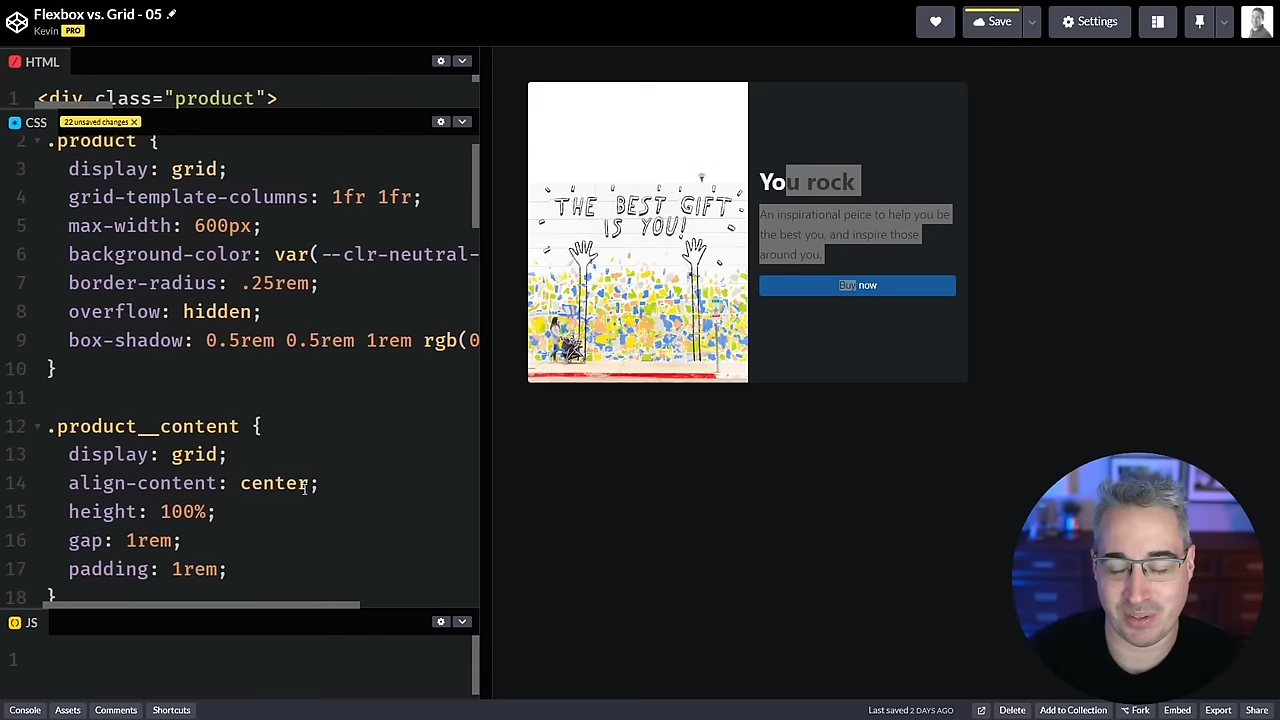 Flexbox vs. Grid - 05
Kevin PRO
Save
Settings
HTML
1 <div class="product">
CSS 22 unsaved changes ×
2 .product {
3 display: grid;
4 grid-template-columns: 1fr 1fr;
5 max-width: 600px;
6 background-color: var(--clr-neutral-
7 border-radius: .25rem;
8 overflow: hidden;
9 box-shadow: 0.5rem 0.5rem 1rem rgb(0
10 }
11
12 .product__content {
13 display: grid;
14 align-content: center;
15 height: 100%;
16 gap: 1rem;
17 padding: 1rem;
18 }
JS
1
THE BEST GIFT
IS YOU!
You rock
An inspirational peice to help you be
the best you, and inspire those
around you.
Buy now
Console Assets Comments Shortcuts
Last saved 2 DAYS AGO Delete Add to Collection Fork Embed Export Share